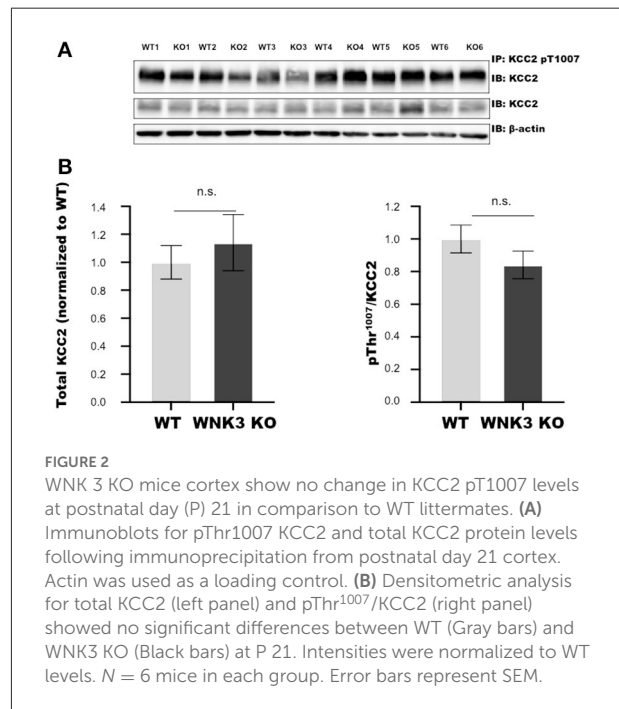 A
WT1 KO1 WT2 KO2 WT3 KO3 WT4 KO4 WT5 KO5 WT6 KO6
IP: KCC2 pT1007
IB: KCC2
IB: KCC2
IB: β-actin
B
Total KCC2 (normalized to WT)
1.4
1.2
1.0
0.8
0.6
0.4
0.2
0.0
n.s.
WT WNK3 KO
pThr¹⁰⁰⁷/KCC2
1.2
1.0
0.8
0.6
0.4
0.2
0.0
n.s.
WT WNK3 KO
FIGURE 2
WNK 3 KO mice cortex show no change in KCC2 pT1007 levels
at postnatal day (P) 21 in comparison to WT littermates. (A)
Immunoblots for pThr1007 KCC2 and total KCC2 protein levels
following immunoprecipitation from postnatal day 21 cortex.
Actin was used as a loading control. (B) Densitometric analysis
for total KCC2 (left panel) and pThr¹⁰⁰⁷/KCC2 (right panel)
showed no significant differences between WT (Gray bars) and
WNK3 KO (Black bars) at P 21. Intensities were normalized to WT
levels. N = 6 mice in each group. Error bars represent SEM.